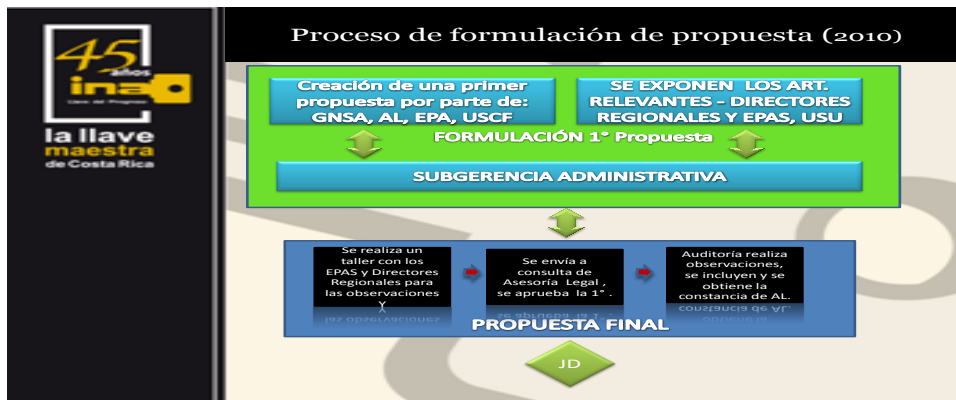 Proceso de formulación de propuesta (2010)
45
años
ina
Llave del Progreso
la llave
maestra
de Costa Rica
Creación de una primer
propuesta por parte de:
GNSA, AL, EPA, USCF
SE EXPONEN LOS ART.
RELEVANTES – DIRECTORES
REGIONALES Y EPAS, USU
FORMULACIÓN 1° Propuesta
SUBGERENCIA ADMINISTRATIVA
Se realiza un
taller con los
EPAS y Directores
Regionales para
las observaciones
Y
Se envía a
consulta de
Asesoría Legal ,
se aprueba la 1° .
Auditoría realiza
observaciones,
se incluyen y se
obtiene la
constancia de AL.
PROPUESTA FINAL
JD